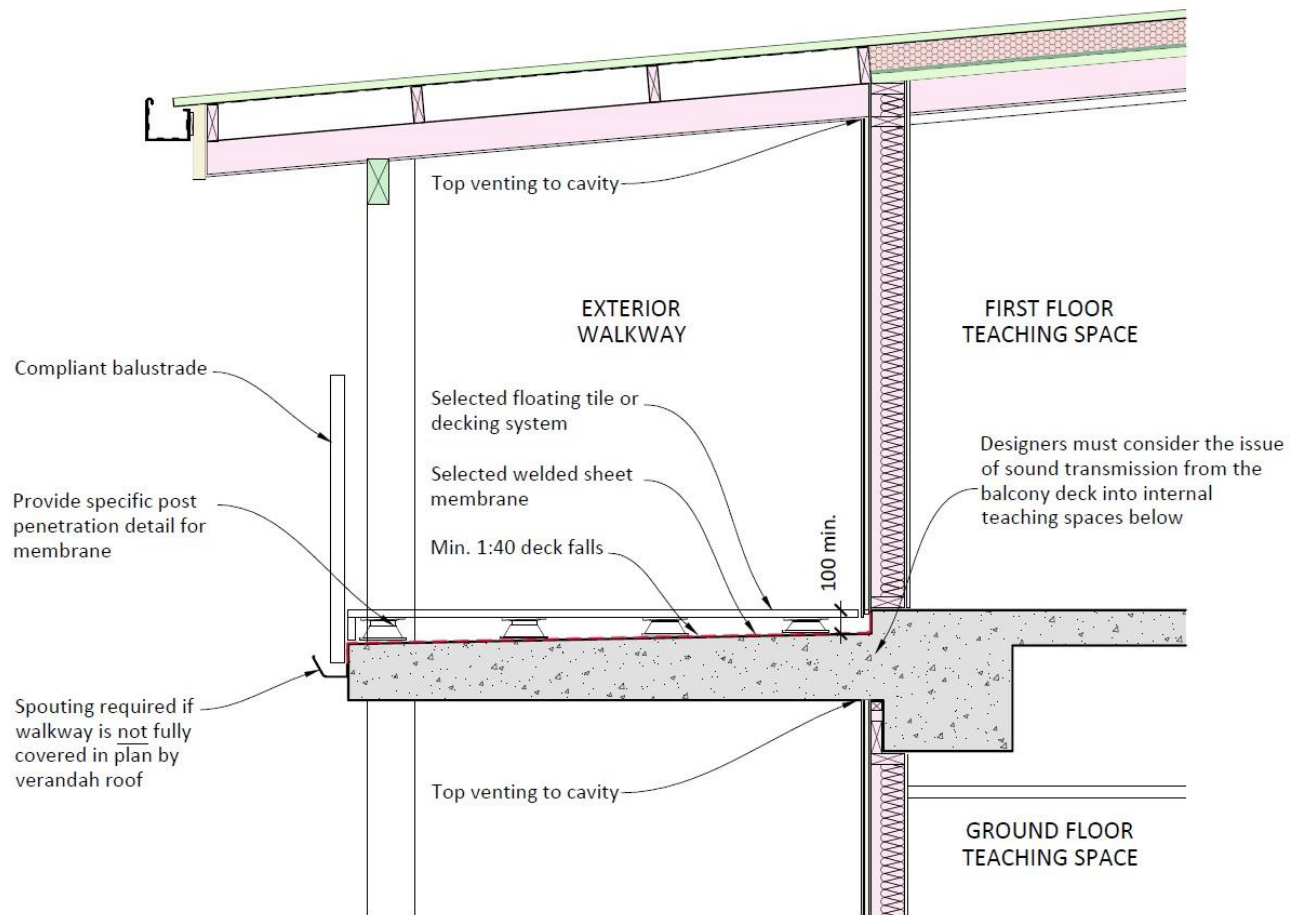 Top venting to cavity
EXTERIOR
WALKWAY
FIRST FLOOR
TEACHING SPACE
Compliant balustrade
Selected floating tile or
decking system
Designers must consider the issue
of sound transmission from the
balcony deck into internal
teaching spaces below
Selected welded sheet
membrane
Provide specific post
penetration detail for
membrane
Min. 1:40 deck falls
100 min.
Spouting required if
walkway is not fully
covered in plan by
verandah roof
Top venting to cavity
GROUND FLOOR
TEACHING SPACE